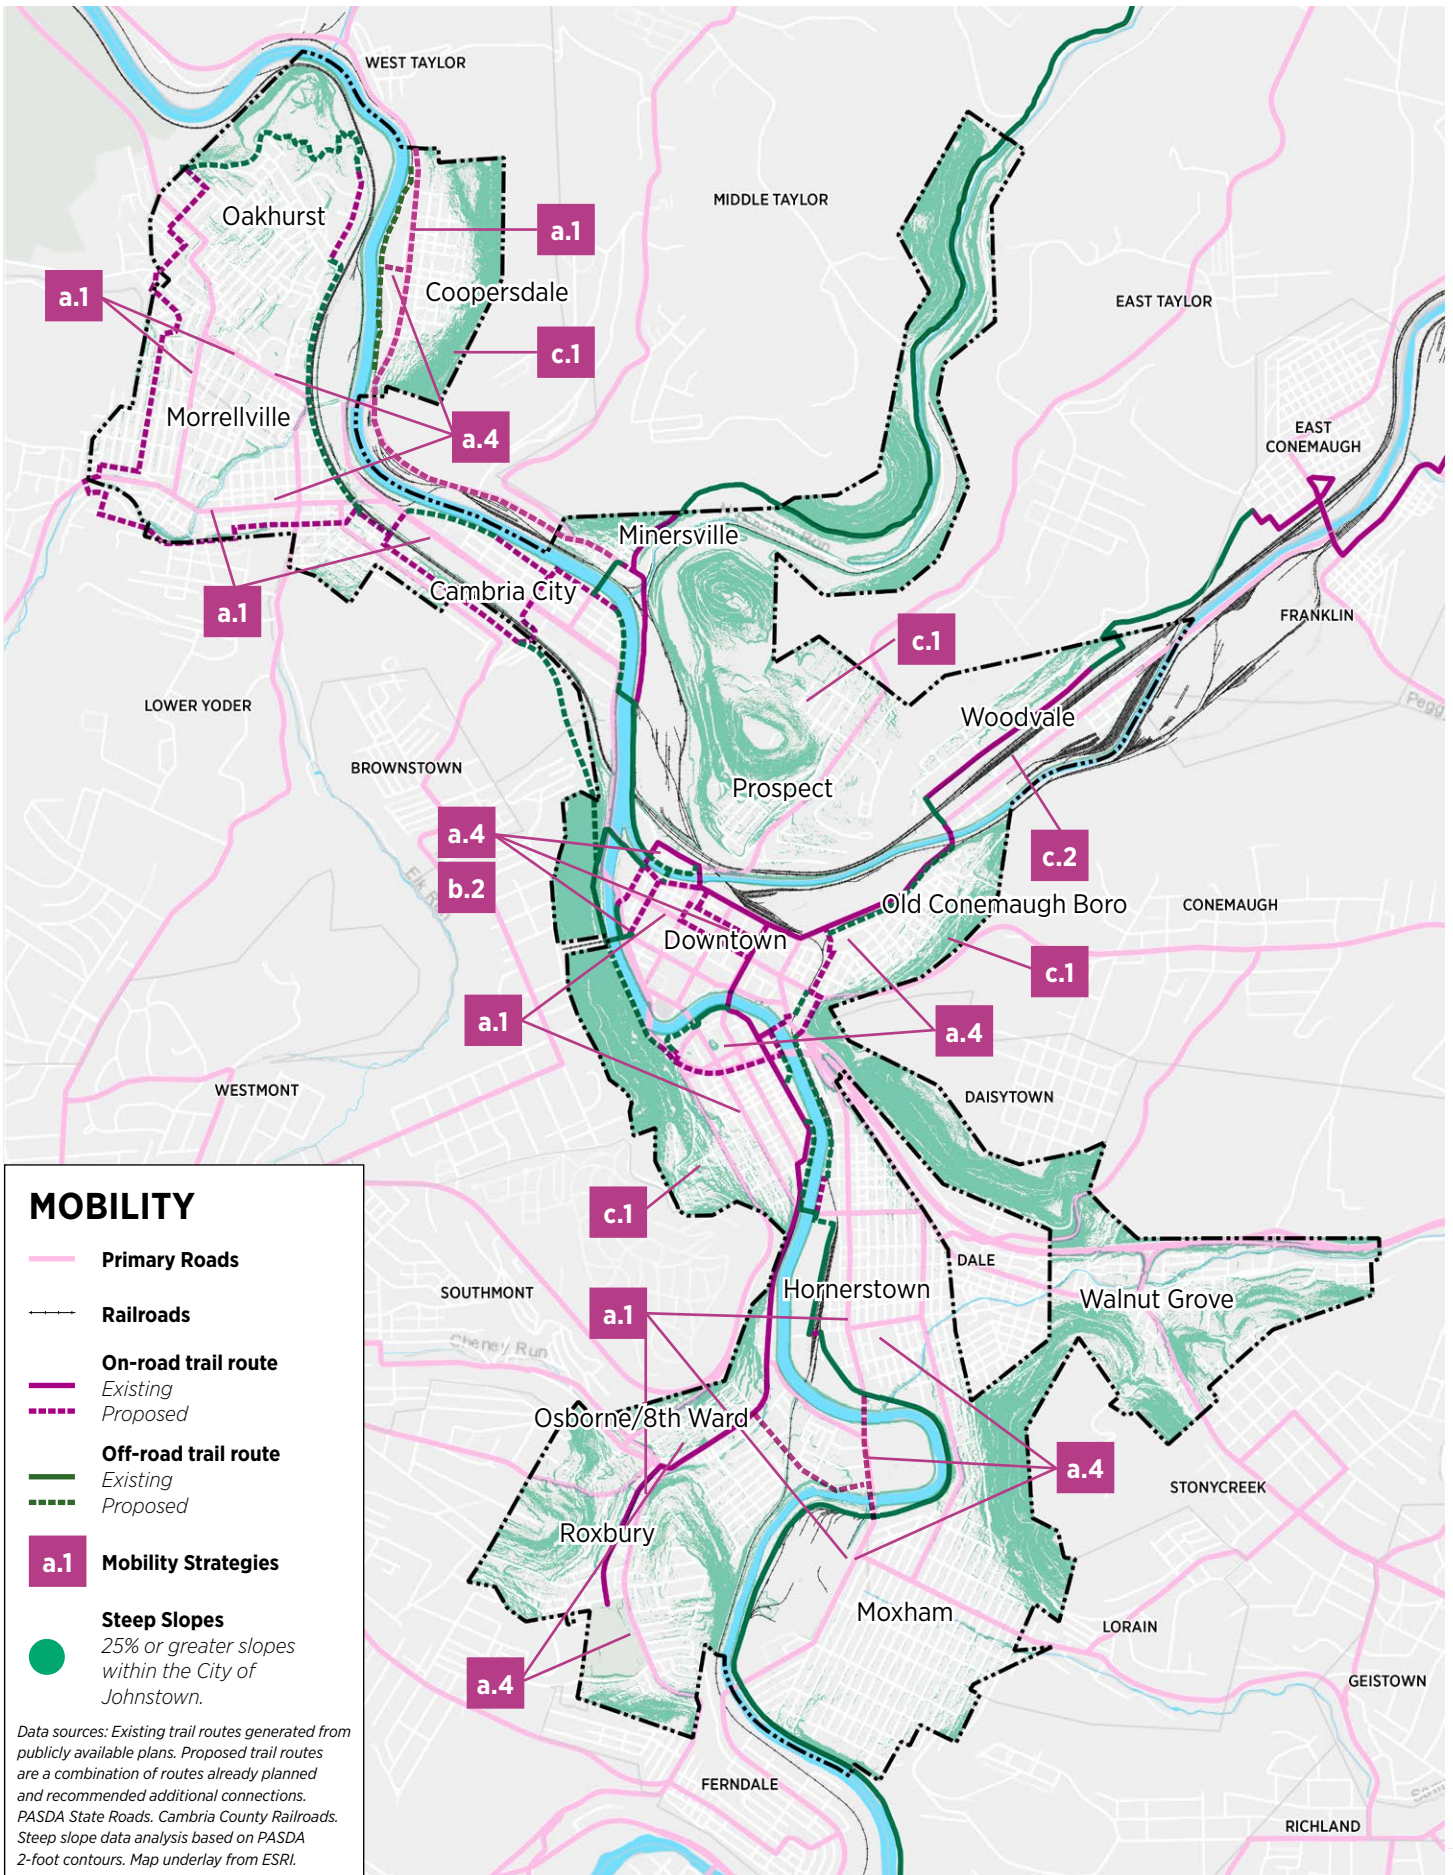 WEST TAYLOR
MIDDLE TAYLOR
Oakhurst
a.1
a.1
Coopersdale
EAST TAYLOR
c.1
Morrellville
a.4
EAST
CONEMAUGH
Minersville
Cambria City
a.1
FRANKLIN
c.1
LOWER YODER
Woodvale
BROWNSTOWN
Prospect
a.4
c.2
b.2
Old Conemaugh Boro
CONEMAUGH
Downtown
c.1
a.1
a.4
WESTMONT
DAISYTOWN
c.1
DALE
SOUTHMONT
Hornerstown
Walnut Grove
a.1
Cheney Run
Osborne/8th Ward
a.4
STONYCREEK
Roxbury
Moxham
LORAIN
a.4
GEISTOWN
FERNDALE
RICHLAND
MOBILITY
Primary Roads
Railroads
On-road trail route
Existing
Proposed
Off-road trail route
Existing
Proposed
a.1
Mobility Strategies
Steep Slopes
25% or greater slopes
within the City of
Johnstown.
Data sources: Existing trail routes generated from
publicly available plans. Proposed trail routes
are a combination of routes already planned
and recommended additional connections.
PASDA State Roads. Cambria County Railroads.
Steep slope data analysis based on PASDA
2-foot contours. Map underlay from ESRI.